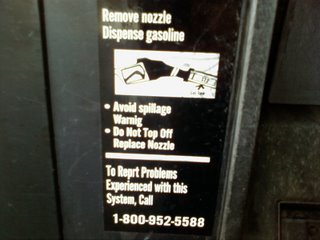 Remove nozzle
Dispense gasoline
• Avoid spillage
Warnig
• Do Not Top Off
Replace Nozzle
To Reprt Problems
Experienced with this
System, Call
1-800-952-5588